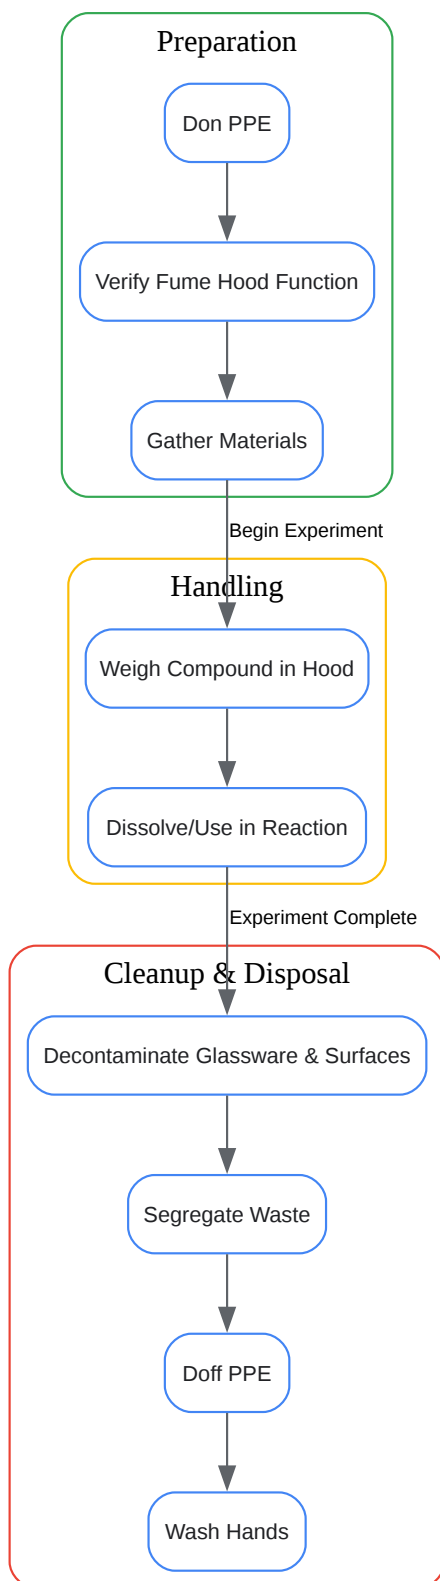 Preparation
Don PPE
Verify Fume Hood Function
Gather Materials
Begin Experiment
Handling
Weigh Compound in Hood
Dissolve/Use in Reaction
Experiment Complete
Cleanup & Disposal
Decontaminate Glassware & Surfaces
Segregate Waste
Doff PPE
Wash Hands